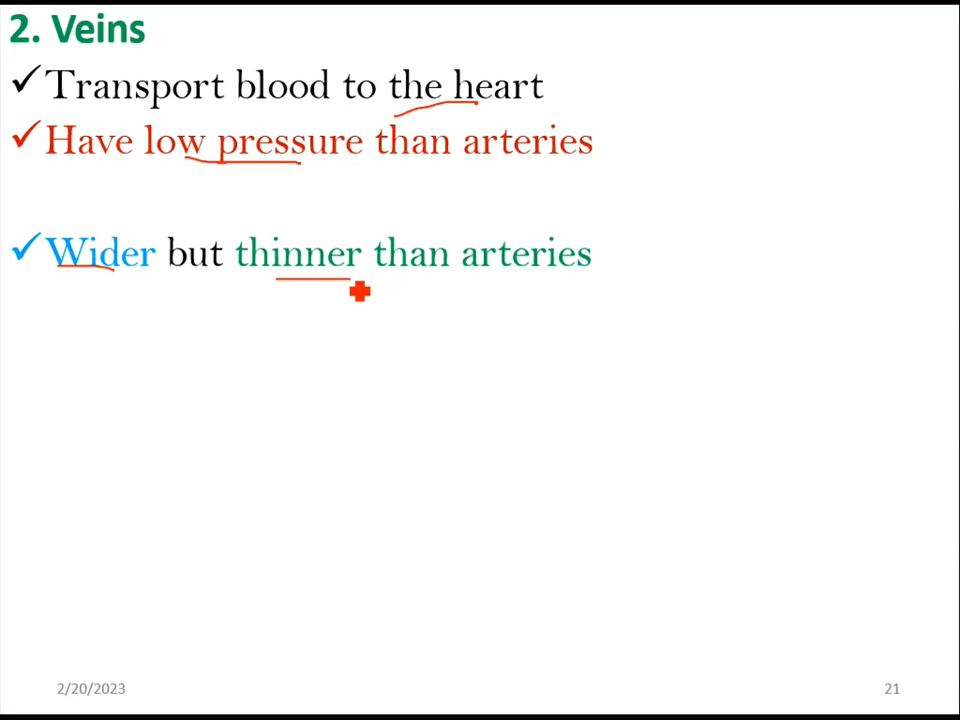 2. Veins
✓Transport blood to the heart
✓Have low pressure than arteries
✓Wider but thinner than arteries
2/20/2023
21